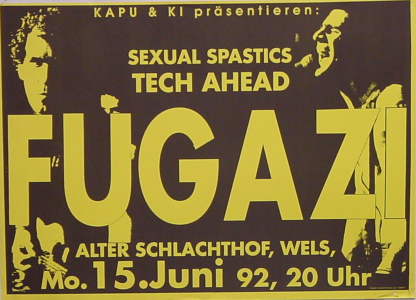 KAPU & KI präsentieren:
SEXUAL SPASTICS
TECH AHEAD
FUGAZI
ALTER SCHLACHTHOF, WELS,
Mo. 15.Juni 92, 20 Uhr